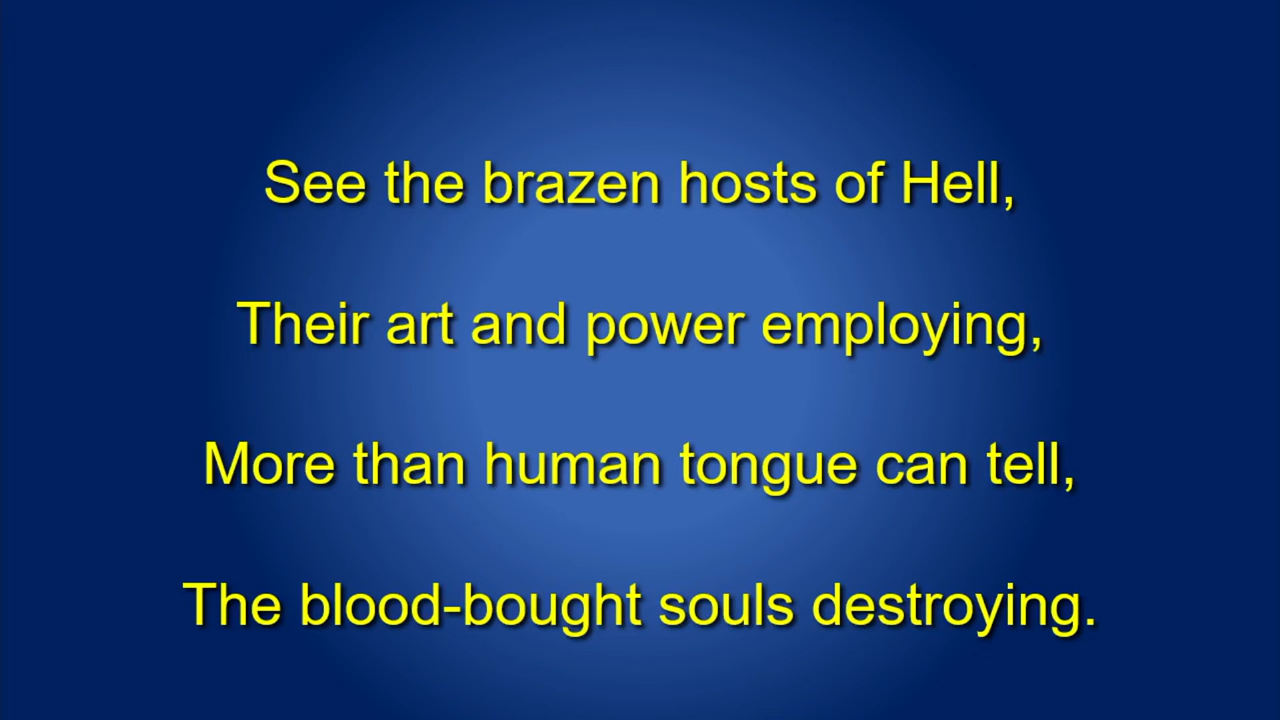 See the brazen hosts of Hell,
Their art and power employing,
More than human tongue can tell,
The blood-bought souls destroying.